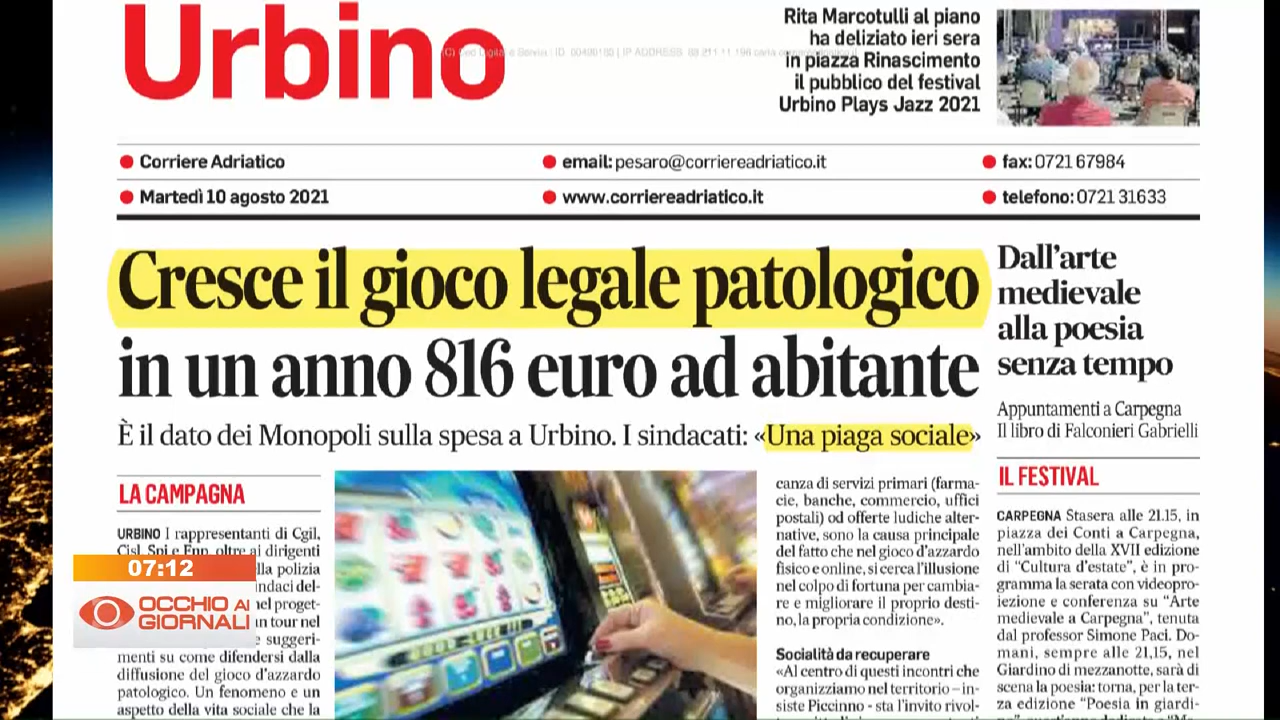 Urbino
Rita Marcotulli al piano
ha deliziato ieri sera
in piazza Rinascimento
il pubblico del festival
Urbino Plays Jazz 2021
Corriere Adriatico
email: pesaro@corriereadriatico.it
fax: 0721 67984
Martedì 10 agosto 2021
www.corriereadriatico.it
telefono: 0721 31633
Cresce il gioco legale patologico
in un anno 816 euro ad abitante
È il dato dei Monopoli sulla spesa a Urbino. I sindacati: «Una piaga sociale»
LA CAMPAGNA
URBINO I rappresentanti di Cgil,
Cisl, Spi e Fnp, oltre ai dirigenti
lla polizia
indaci del-
nel proget-
n tour nel
e suggeri-
menti su come difendersi dalla
diffusione del gioco d'azzardo
patologico. Un fenomeno e un
aspetto della vita sociale che la
07:12
OCCHIO AI
GIORNALI
canza di servizi primari (farma-
cie, banche, commercio, uffici
postali) od offerte ludiche alter-
native, sono la causa principale
del fatto che nel gioco d'azzardo
fisico e online, si cerca l'illusione
nel colpo di fortuna per cambia-
re e migliorare il proprio desti-
no, la propria condizione».
Socialità da recuperare
«Al centro di questi incontri che
organizziamo nel territorio – in-
siste Piccinno - sta l'invito rivol-
Dall'arte
medievale
alla poesia
senza tempo
Appuntamenti a Carpegna
Il libro di Falconieri Gabrielli
IL FESTIVAL
CARPEGNA Stasera alle 21.15, in
piazza dei Conti a Carpegna,
nell'ambito della XVII edizione
di “Cultura d'estate”, è in pro-
gramma la serata con videopro-
iezione e conferenza su “Arte
medievale a Carpegna”, tenuta
dal professor Simone Paci. Do-
mani, sempre alle 21,15, nel
Giardino di mezzanotte, sarà di
scena la poesia: torna, per la ter-
za edizione “Poesia in giardi-